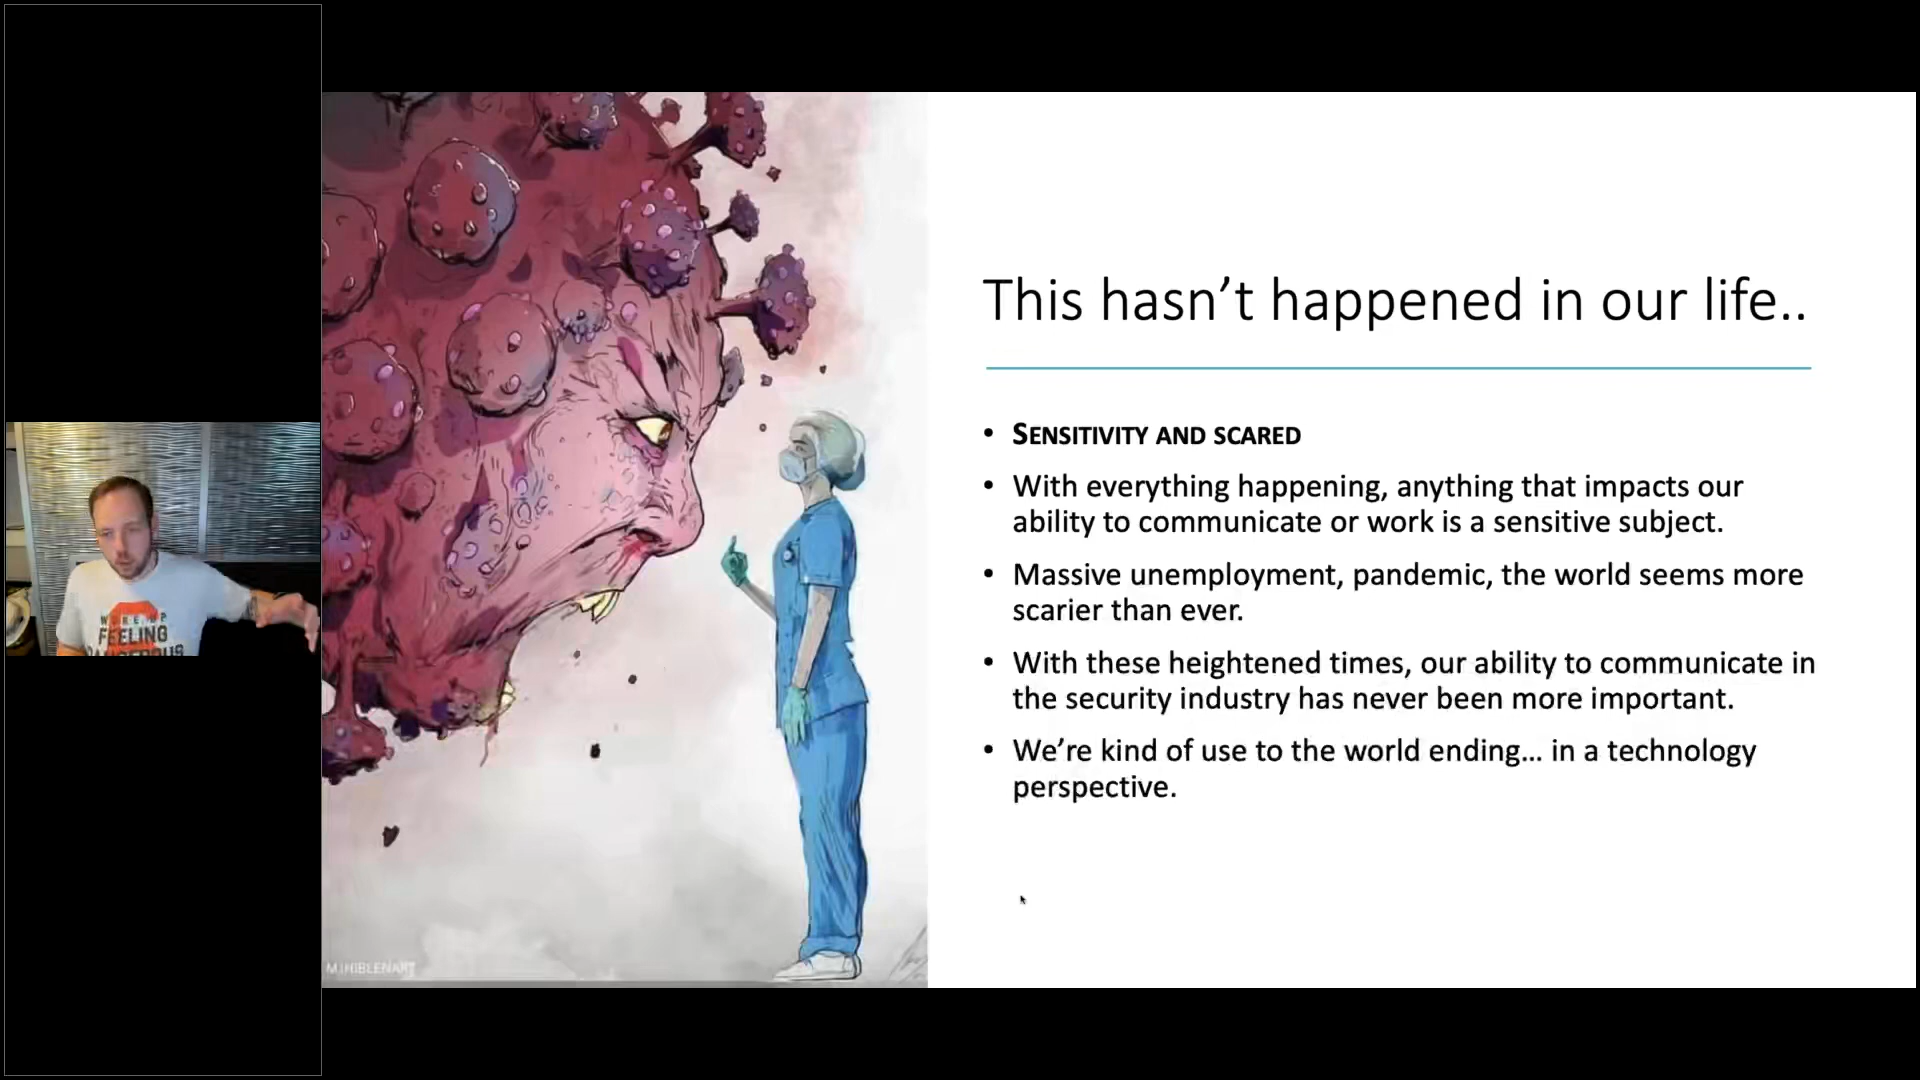 This hasn’t happened in our life..
• SENSITIVITY AND SCARED
• With everything happening, anything that impacts our
ability to communicate or work is a sensitive subject.
• Massive unemployment, pandemic, the world seems more
scarier than ever.
• With these heightened times, our ability to communicate in
the security industry has never been more important.
• We’re kind of use to the world ending… in a technology
perspective.
WAKE UP
FEELING
DANGEROUS